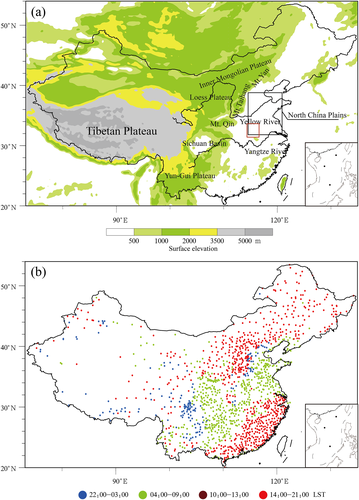 (a)
50°N
40°N
30°N
20°N
90°E
120°E
Inner Mongolian Plateau
Mt. Yan
Mt. Taihang
Loess Plateau
North China Plains
Yellow River
Mt. Qin
Tibetan Plateau
Sichuan Basin
Yangtze River
Yun-Gui Plateau
500 1000 2000 3500 5000 m
Surface elevation
(b)
50°N
40°N
30°N
20°N
90°E
120°E
22:00−03:00 04:00−09:00 10:00−13:00 14:00−21:00 LST